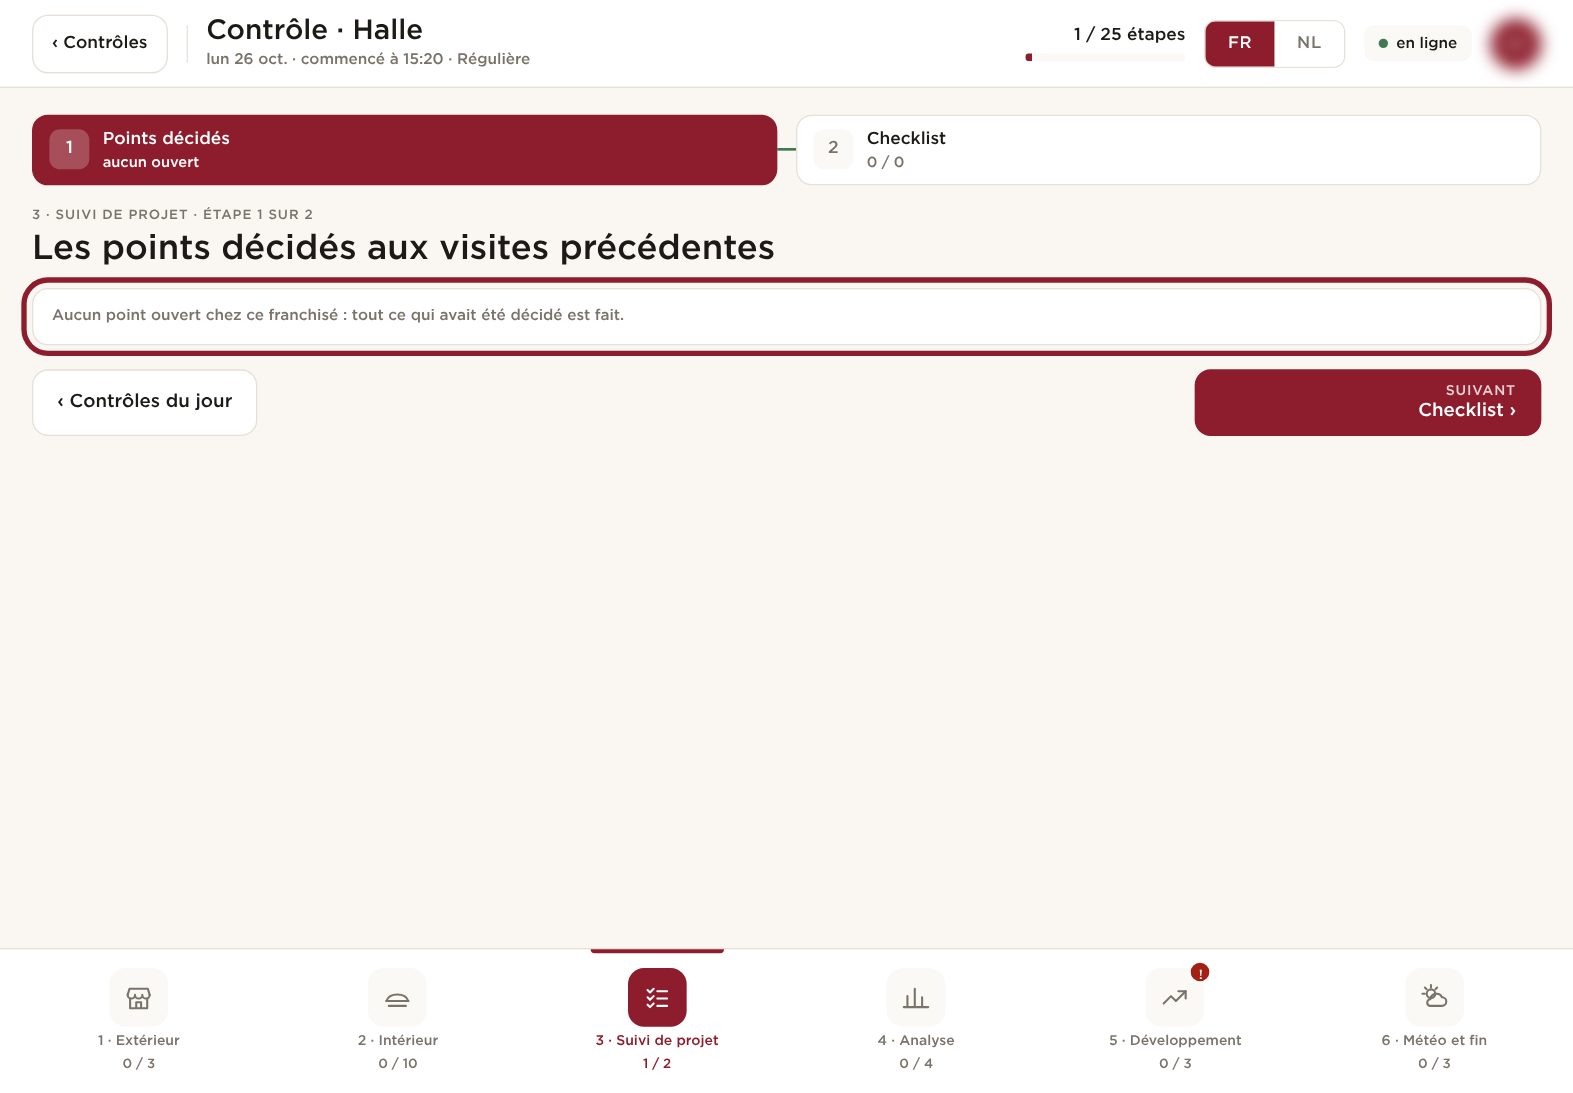 ‹ Contrôles
Contrôle · Halle
lun 26 oct. · commencé à 15:20 · Régulière
1 / 25 étapes
FR
NL
en ligne
1
Points décidés
aucun ouvert
2
Checklist
0 / 0
3 · SUIVI DE PROJET · ÉTAPE 1 SUR 2
Les points décidés aux visites précédentes
Aucun point ouvert chez ce franchisé : tout ce qui avait été décidé est fait.
‹ Contrôles du jour
SUIVANT
Checklist ›
1 · Extérieur
0 / 3
2 · Intérieur
0 / 10
3 · Suivi de projet
1 / 2
4 · Analyse
0 / 4
!
5 · Développement
0 / 3
6 · Météo et fin
0 / 3